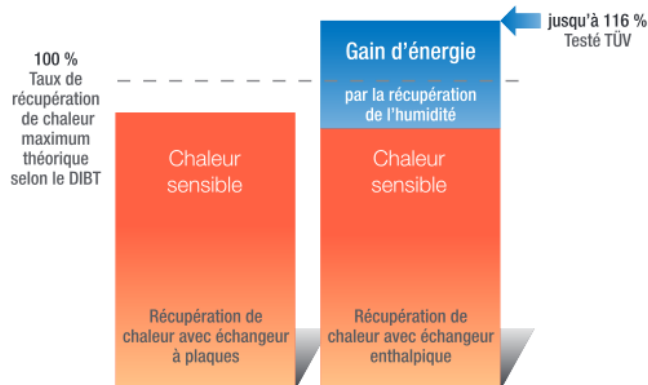 jusqu'à 116 %
Testé TÜV
100 %
Taux de
récupération
de chaleur
maximum
théorique
selon le DIBT
Gain d'énergie
par la récupération
de l'humidité
Chaleur
sensible
Chaleur
sensible
Récupération de
chaleur avec échangeur
à plaques
Récupération de
chaleur avec échangeur
enthalpique